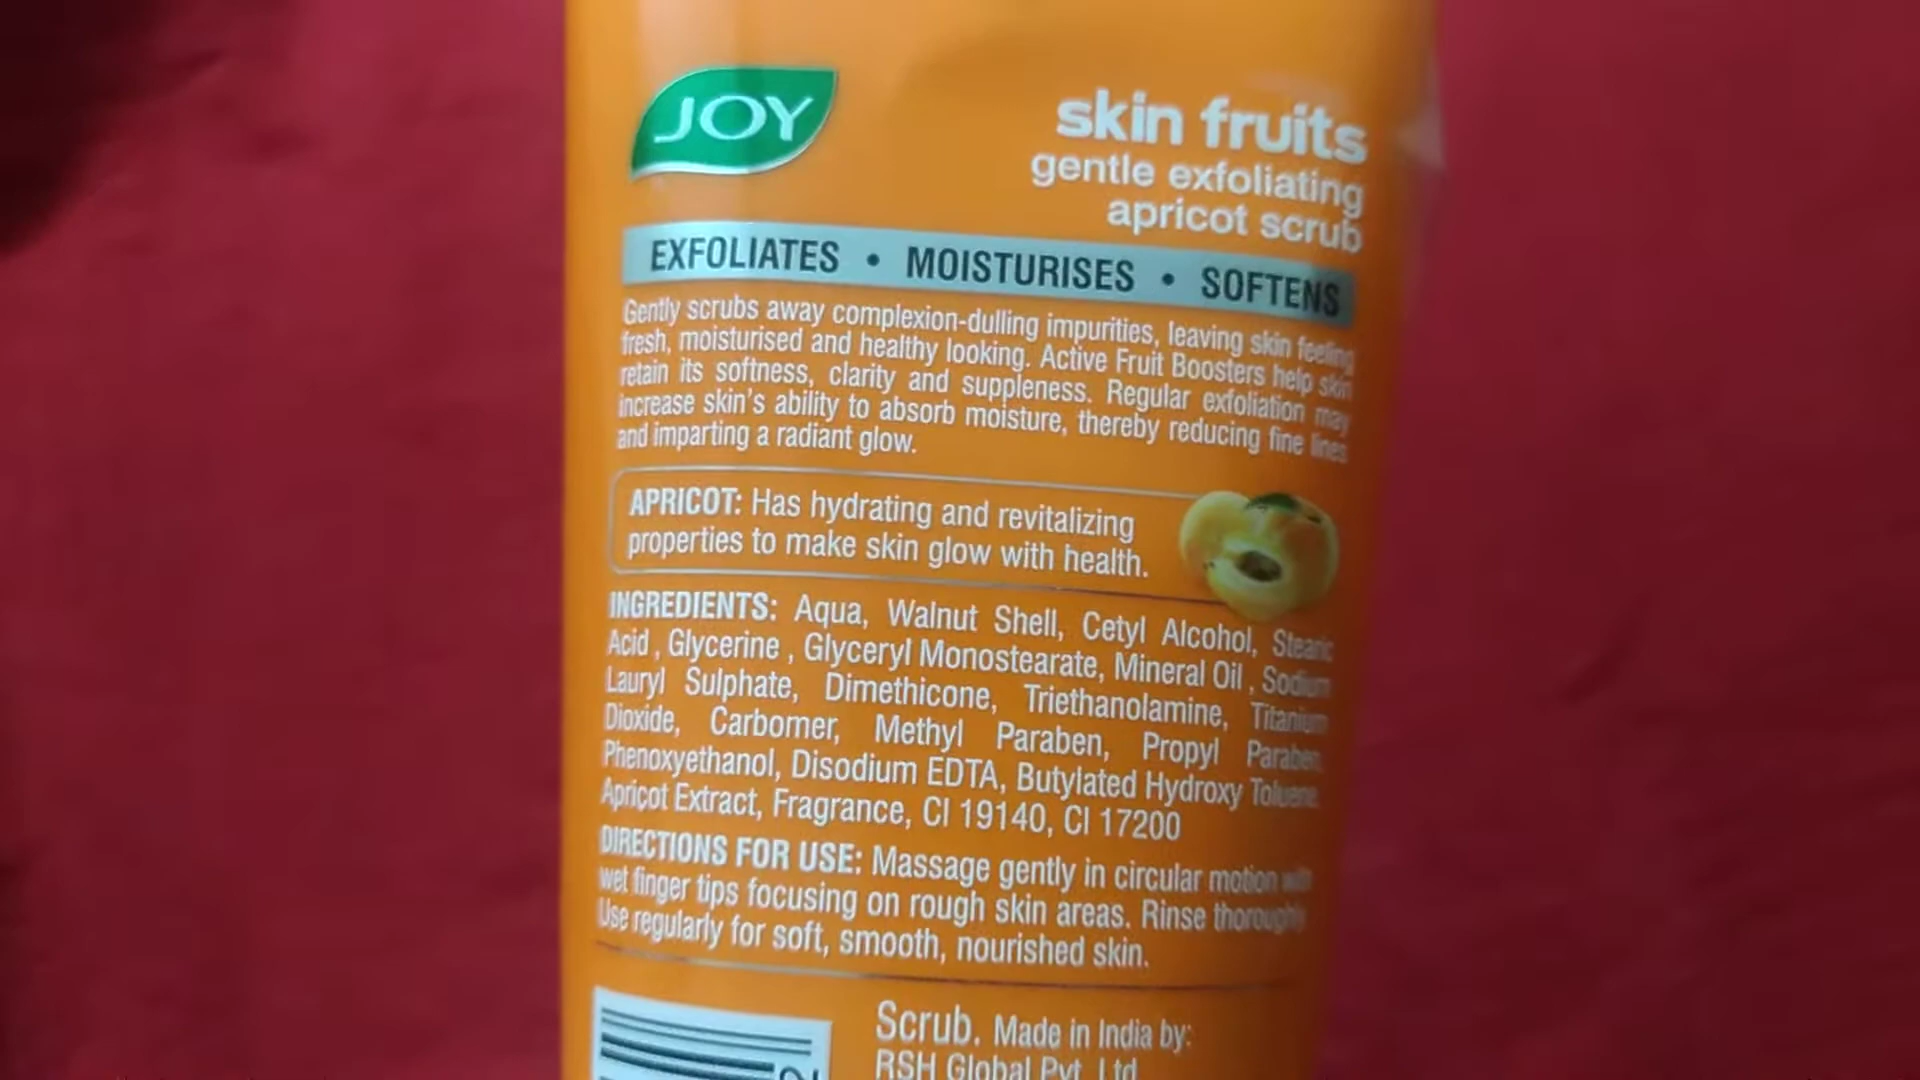 JOY
skin fruits
gentle exfoliating
apricot scrub
EXFOLIATES • MOISTURISES • SOFTENS
Gently scrubs away complexion-dulling impurities, leaving skin feeling
fresh, moisturised and healthy looking. Active Fruit Boosters help skin
retain its softness, clarity and suppleness. Regular exfoliation may
increase skin's ability to absorb moisture, thereby reducing fine lines
and imparting a radiant glow.
APRICOT: Has hydrating and revitalizing
properties to make skin glow with health.
INGREDIENTS: Aqua, Walnut Shell, Cetyl Alcohol, Stearic
Acid , Glycerine , Glyceryl Monostearate, Mineral Oil , Sodium
Lauryl Sulphate, Dimethicone, Triethanolamine, Titanium
Dioxide, Carbomer, Methyl Paraben, Propyl Paraben,
Phenoxyethanol, Disodium EDTA, Butylated Hydroxy Toluene
Apricot Extract, Fragrance, CI 19140, CI 17200
DIRECTIONS FOR USE: Massage gently in circular motion with
wet finger tips focusing on rough skin areas. Rinse thoroughly
Use regularly for soft, smooth, nourished skin.
Scrub. Made in India by:
RSH Global Pvt. Ltd.